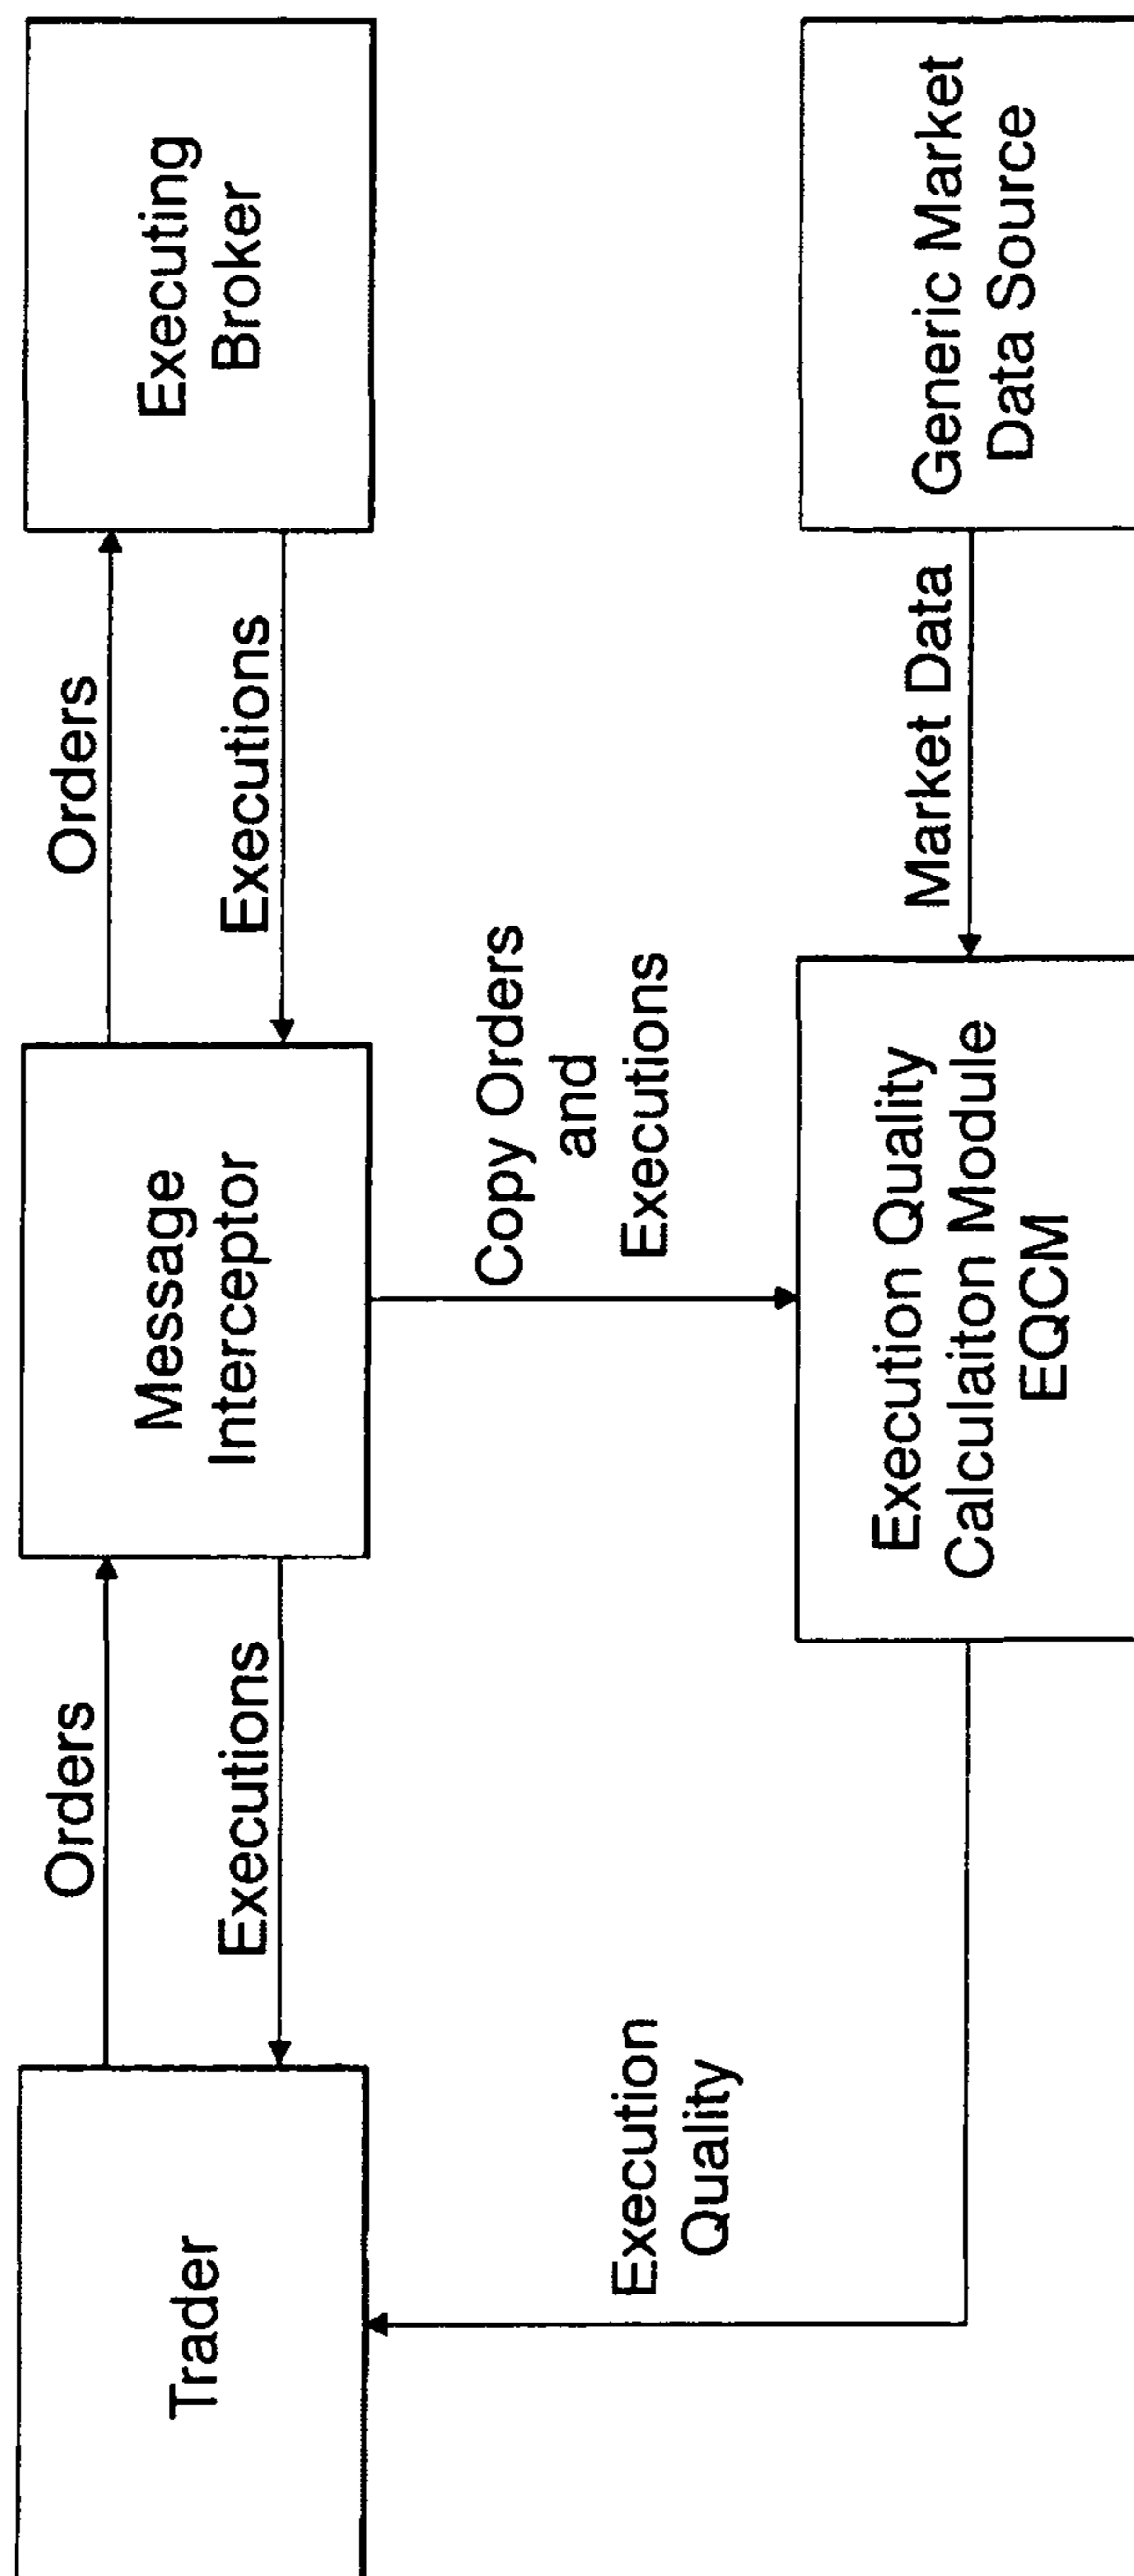 Trader
Orders
Executions
Message
Interceptor
Orders
Executions
Executing
Broker
Copy Orders
and
Executions
Execution
Quality
Execution Quality
Calculaiton Module
EQCM
Market Data
Generic Market
Data Source